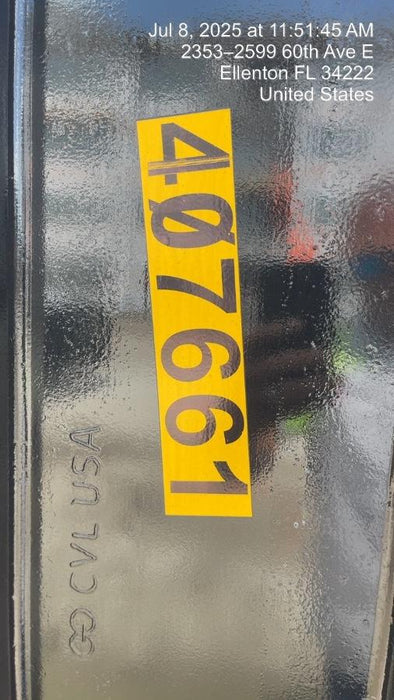 Jul 8, 2025 at 11:51:45 AM
2353–2599 60th Ave E
Ellenton FL 34222
United States
407661
CVL USA